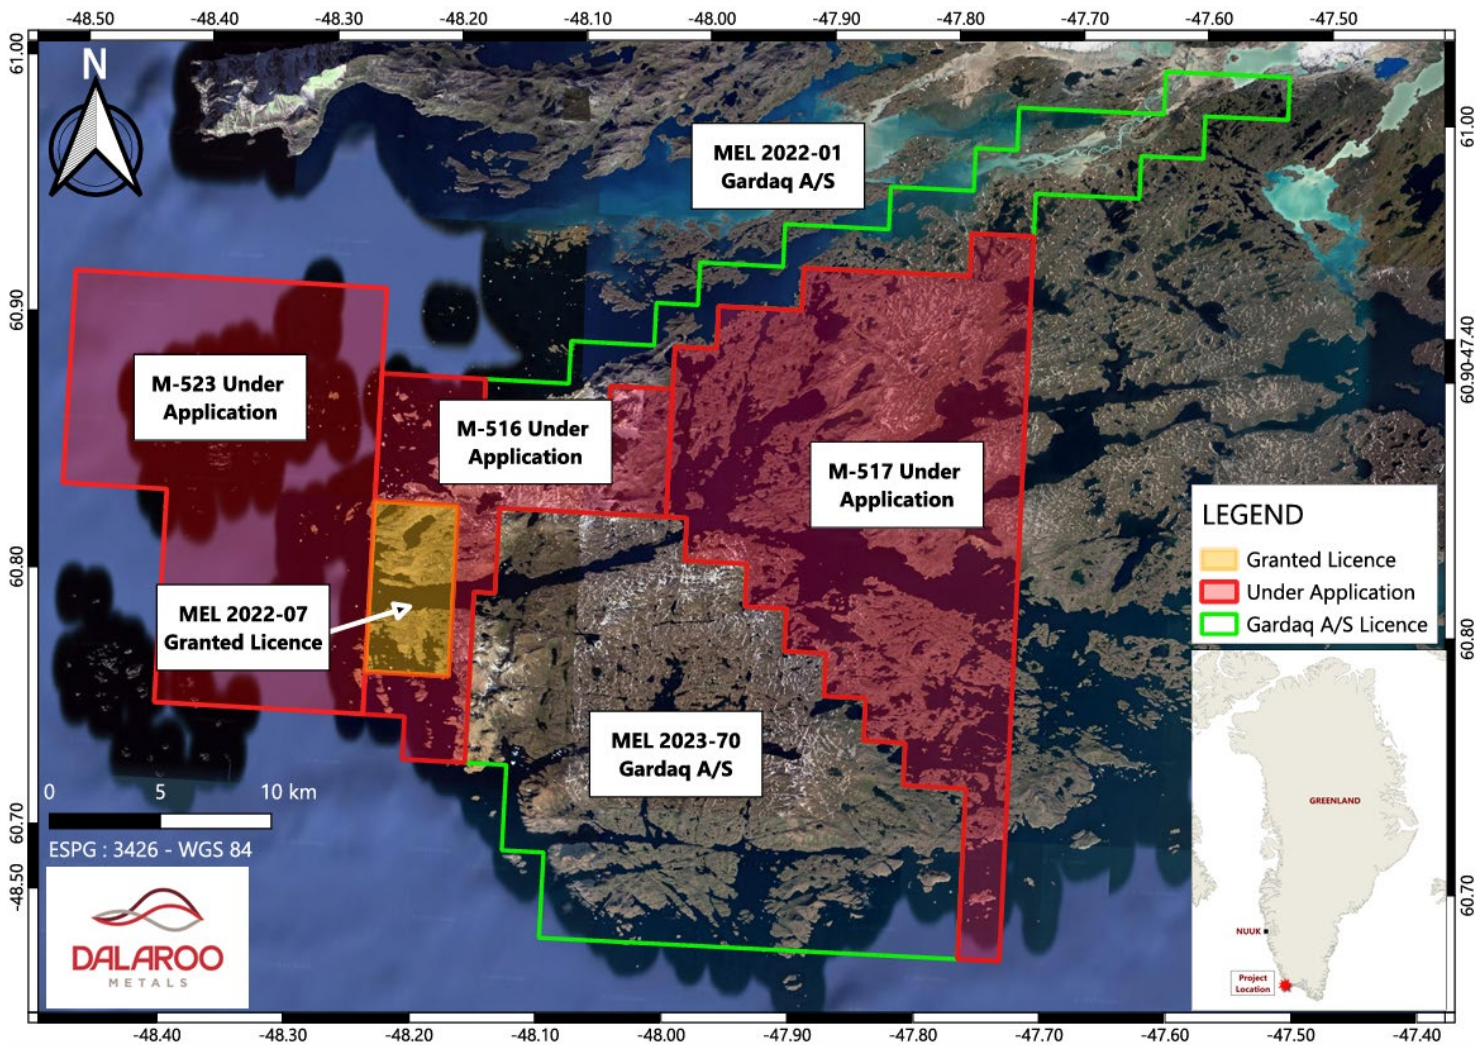 -48.50 -48.40 -48.30 -48.20 -48.10 -48.00 -47.90 -47.80 -47.70 -47.60 -47.50
61.00
N
61.00
MEL 2022-01
Gardaq A/S
60.90
60.90-47.40
M-523 Under
Application
M-516 Under
Application
M-517 Under
Application
LEGEND
Granted Licence
Under Application
Gardaq A/S Licence
60.80
60.80
MEL 2022-07
Granted Licence
MEL 2023-70
Gardaq A/S
0 5 10 km
ESPG : 3426 - WGS 84
60.70
-48.50
60.70
DALAROO
METALS
GREENLAND
NUUK
Project
Location
-48.40 -48.30 -48.20 -48.10 -48.00 -47.90 -47.80 -47.70 -47.60 -47.50 -47.40